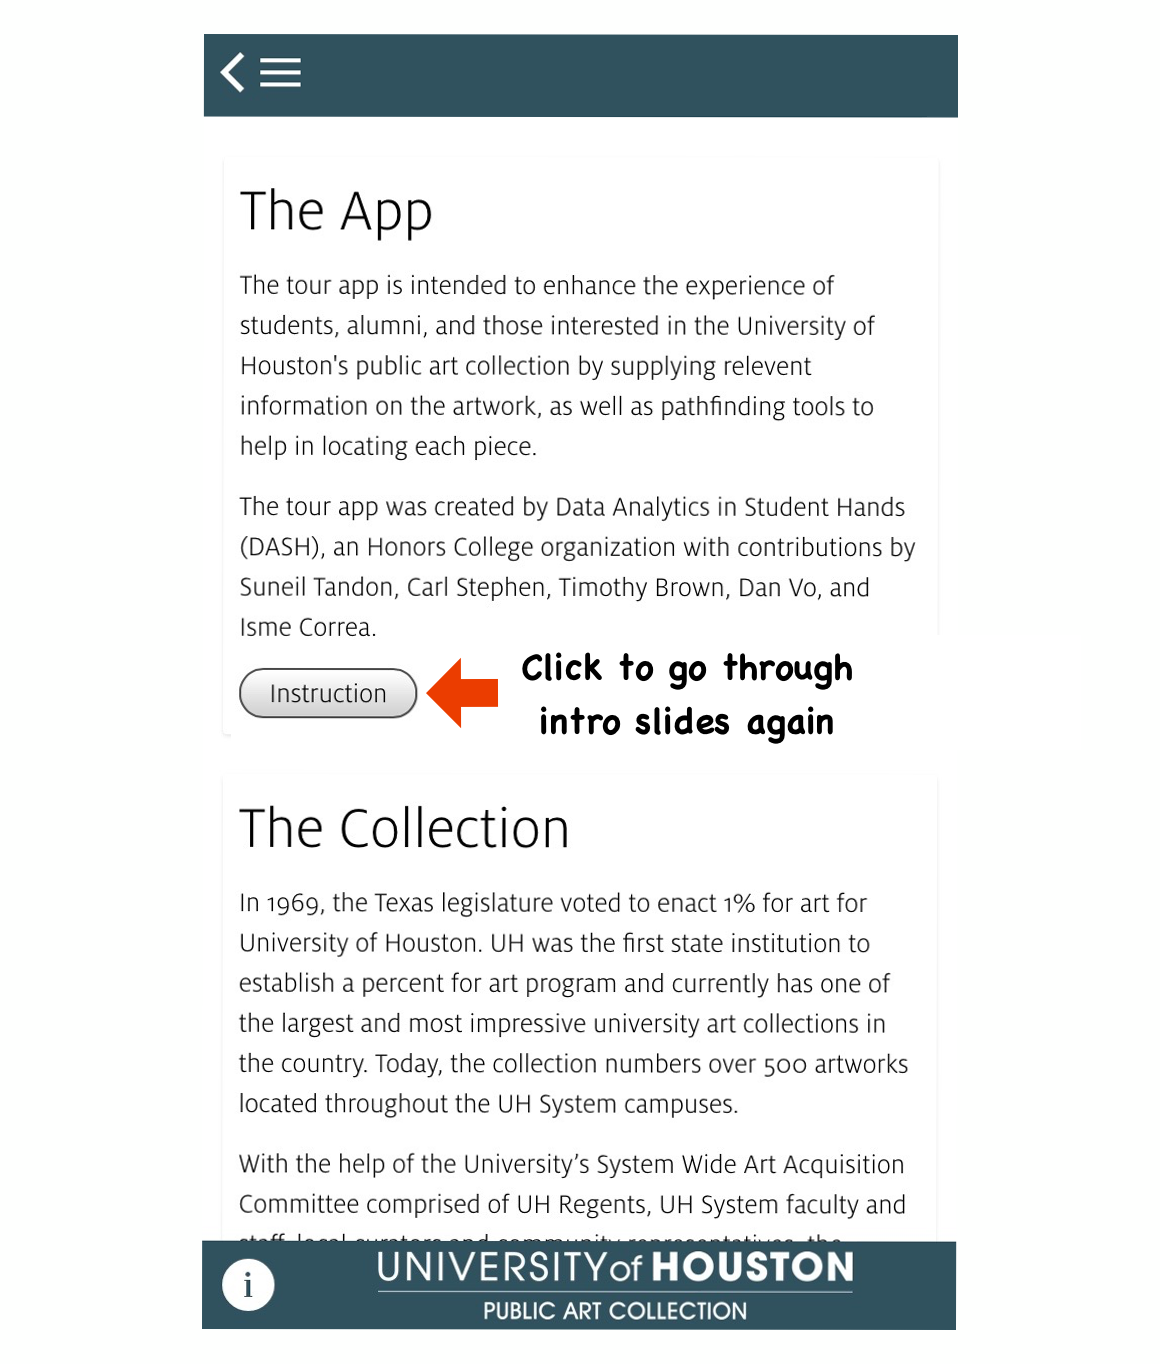 The App
The tour app is intended to enhance the experience of
students, alumni, and those interested in the University of
Houston's public art collection by supplying relevent
information on the artwork, as well as pathfinding tools to
help in locating each piece.
The tour app was created by Data Analytics in Student Hands
(DASH), an Honors College organization with contributions by
Suneil Tandon, Carl Stephen, Timothy Brown, Dan Vo, and
Isme Correa.
Instruction
Click to go through
intro slides again
The Collection
In 1969, the Texas legislature voted to enact 1% for art for
University of Houston. UH was the first state institution to
establish a percent for art program and currently has one of
the largest and most impressive university art collections in
the country. Today, the collection numbers over 500 artworks
located throughout the UH System campuses.
With the help of the University’s System Wide Art Acquisition
Committee comprised of UH Regents, UH System faculty and
staff, local curators and community representatives, the
i
UNIVERSITY of HOUSTON
PUBLIC ART COLLECTION